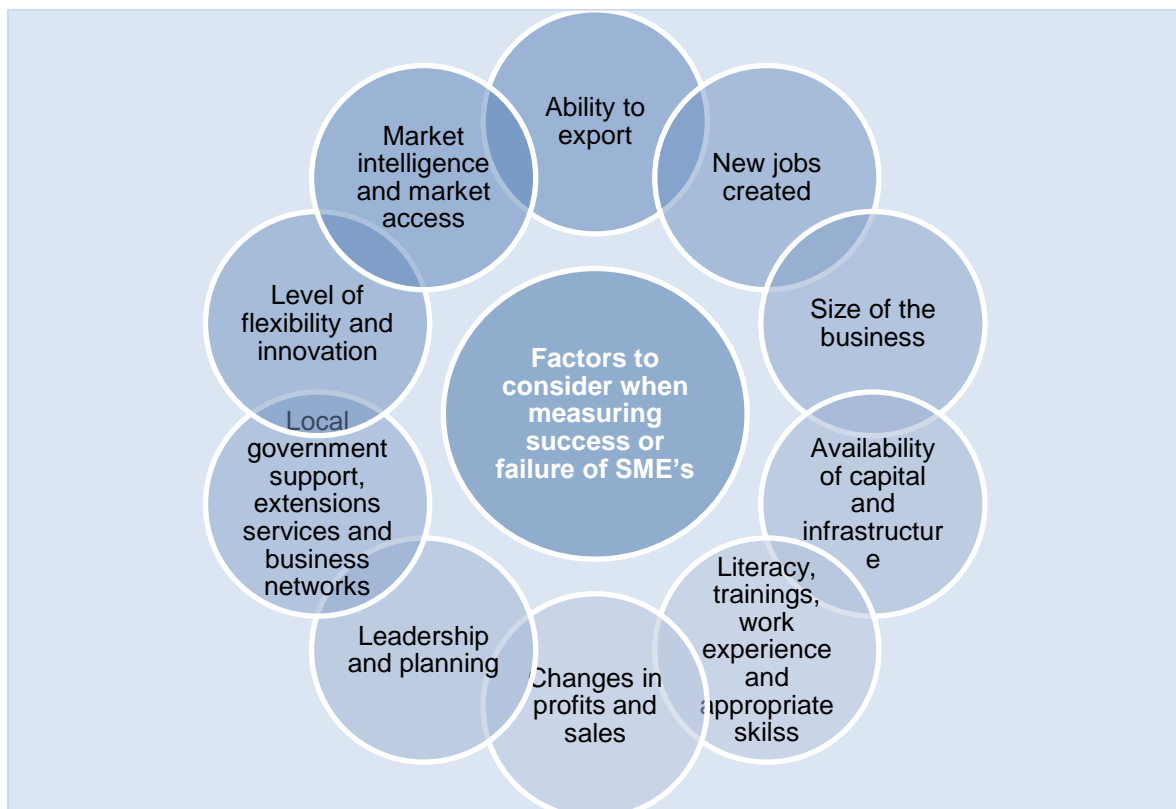 Ability to
export
New jobs
created
Size of the
business
Availability
of capital
and
infrastructur
e
Literacy,
trainings,
work
experience
and
appropriate
skilss
Changes in
profits and
sales
Leadership
and planning
Local
government
support,
extensions
services and
business
networks
Level of
flexibility and
innovation
Market
intelligence
and market
access
Factors to
consider when
measuring
success or
failure of SME’s